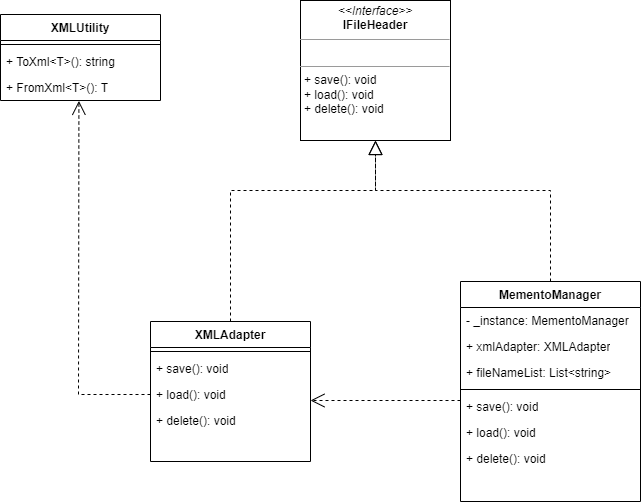 XMLUtility
+ ToXml<T>(): string
+ FromXml<T>(): T
<<Interface>>
IFileHeader
+ save(): void
+ load(): void
+ delete(): void
XMLAdapter
+ save(): void
+ load(): void
+ delete(): void
MementoManager
- _instance: MementoManager
+ xmlAdapter: XMLAdapter
+ fileNameList: List<string>
+ save(): void
+ load(): void
+ delete(): void